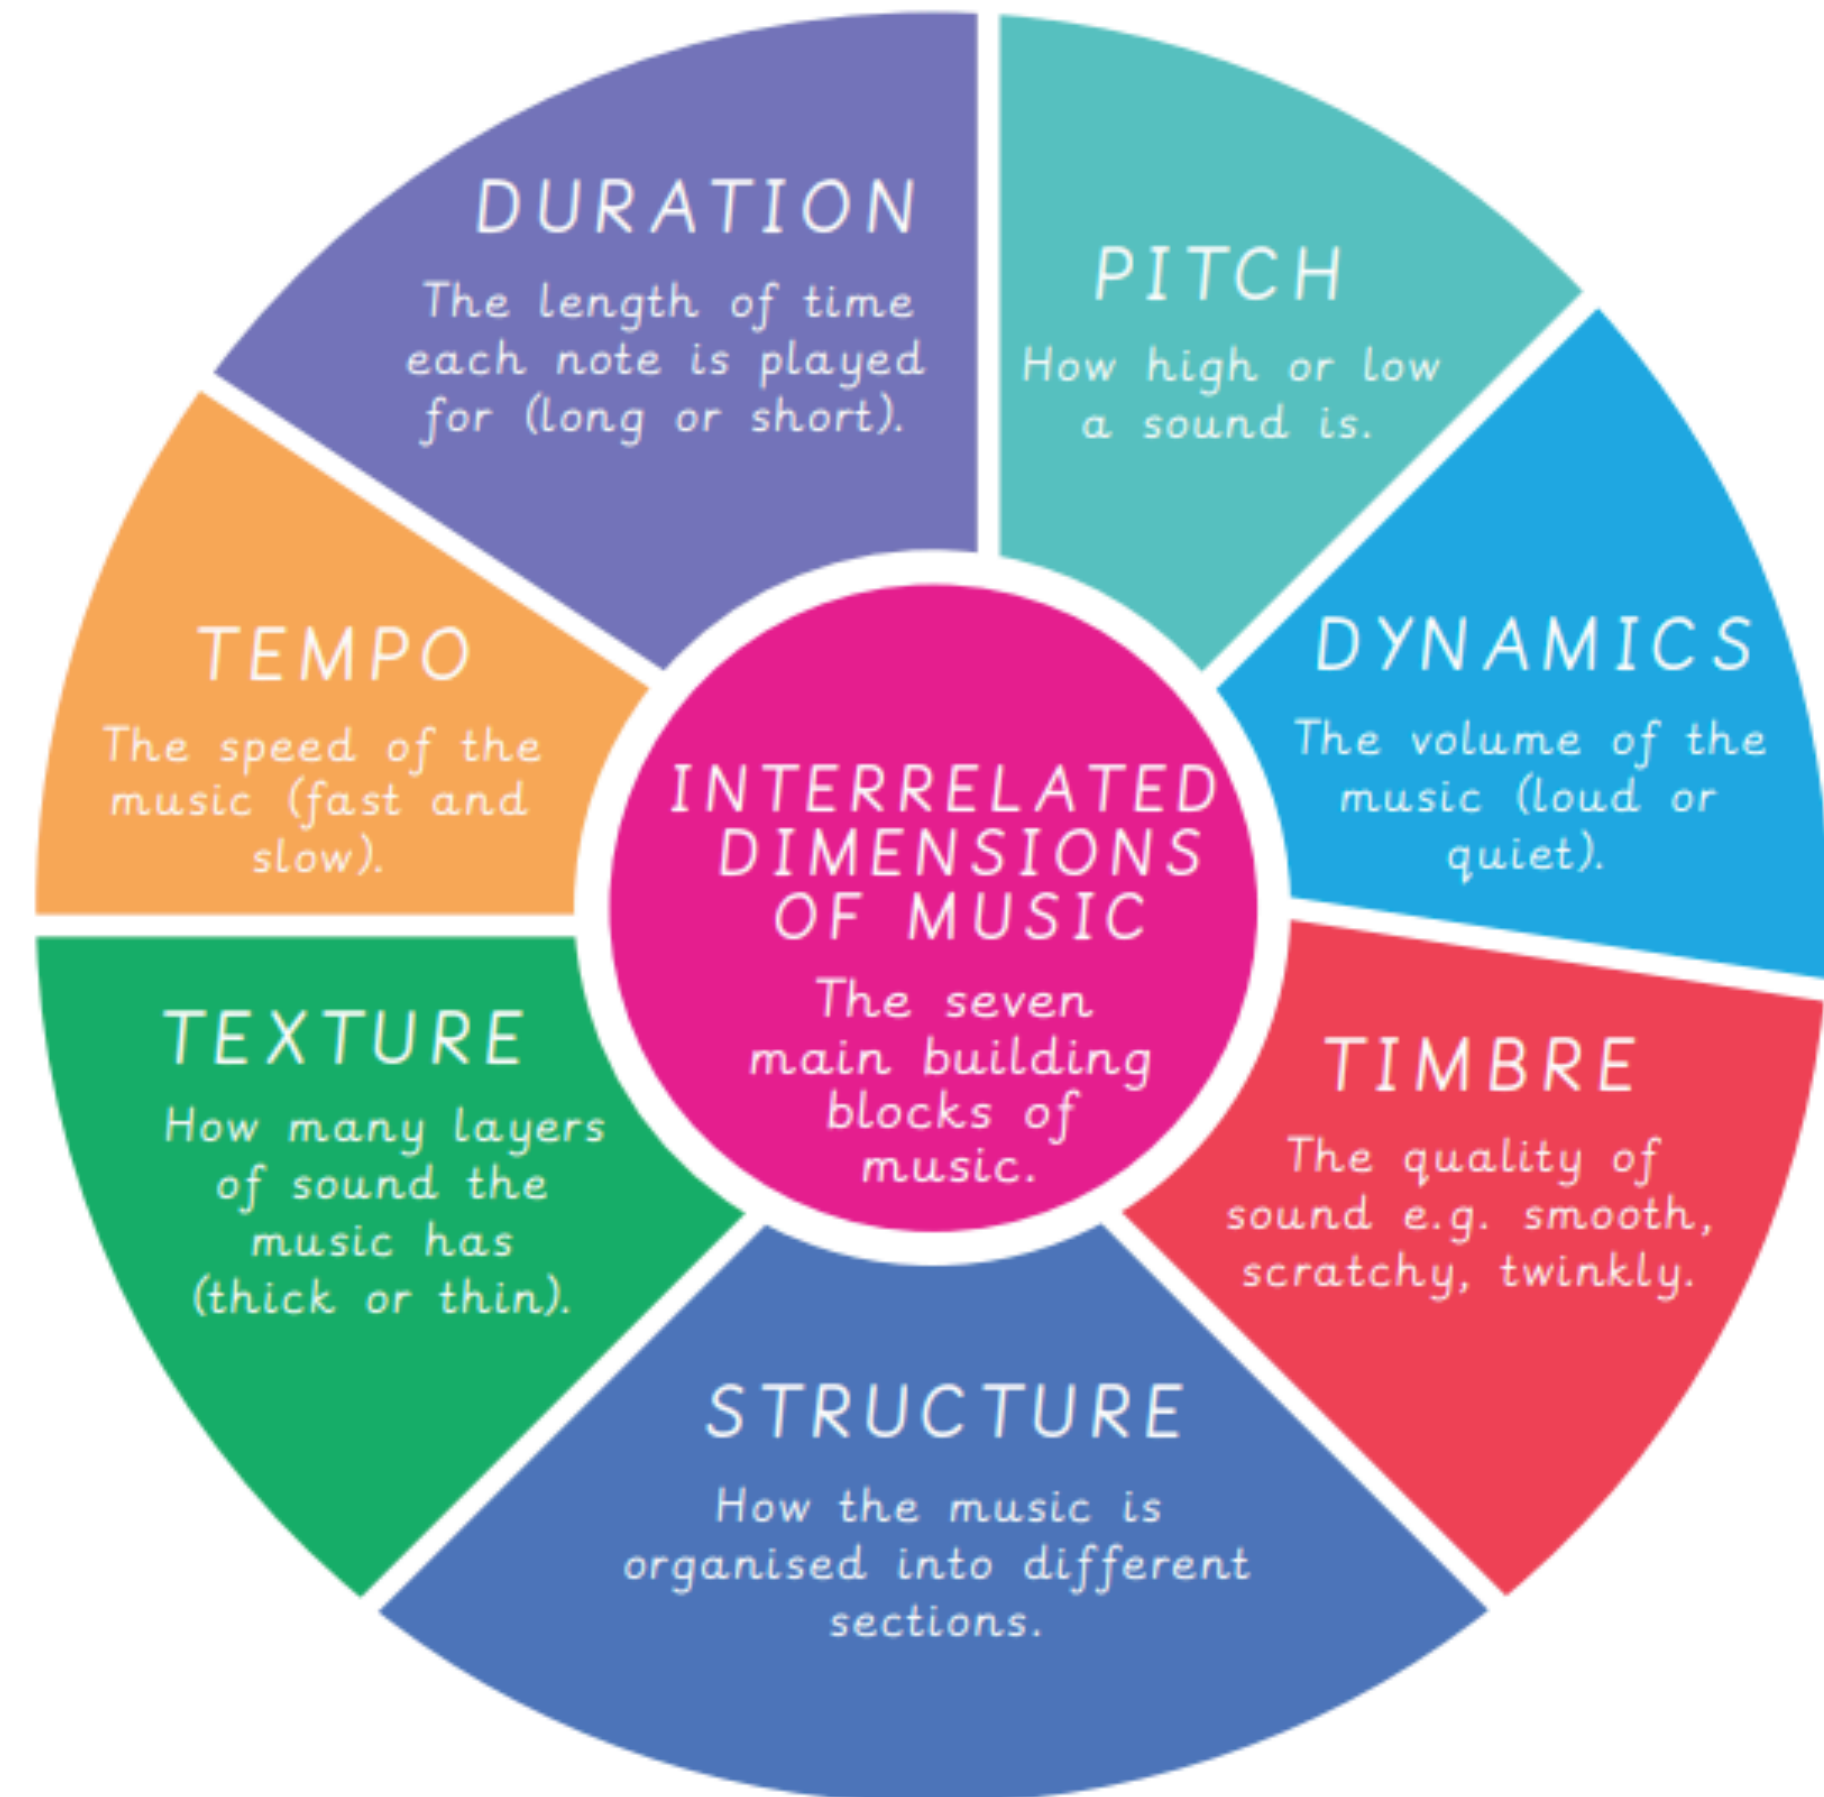 DURATION
The length of time
each note is played
for (long or short).
PITCH
How high or low
a sound is.
DYNAMICS
The volume of the
music (loud or
quiet).
TIMBRE
The quality of
sound e.g. smooth,
scratchy, twinkly.
STRUCTURE
How the music is
organised into different
sections.
TEXTURE
How many layers
of sound the
music has
(thick or thin).
TEMPO
The speed of the
music (fast and
slow).
INTERRELATED
DIMENSIONS
OF MUSIC
The seven
main building
blocks of
music.